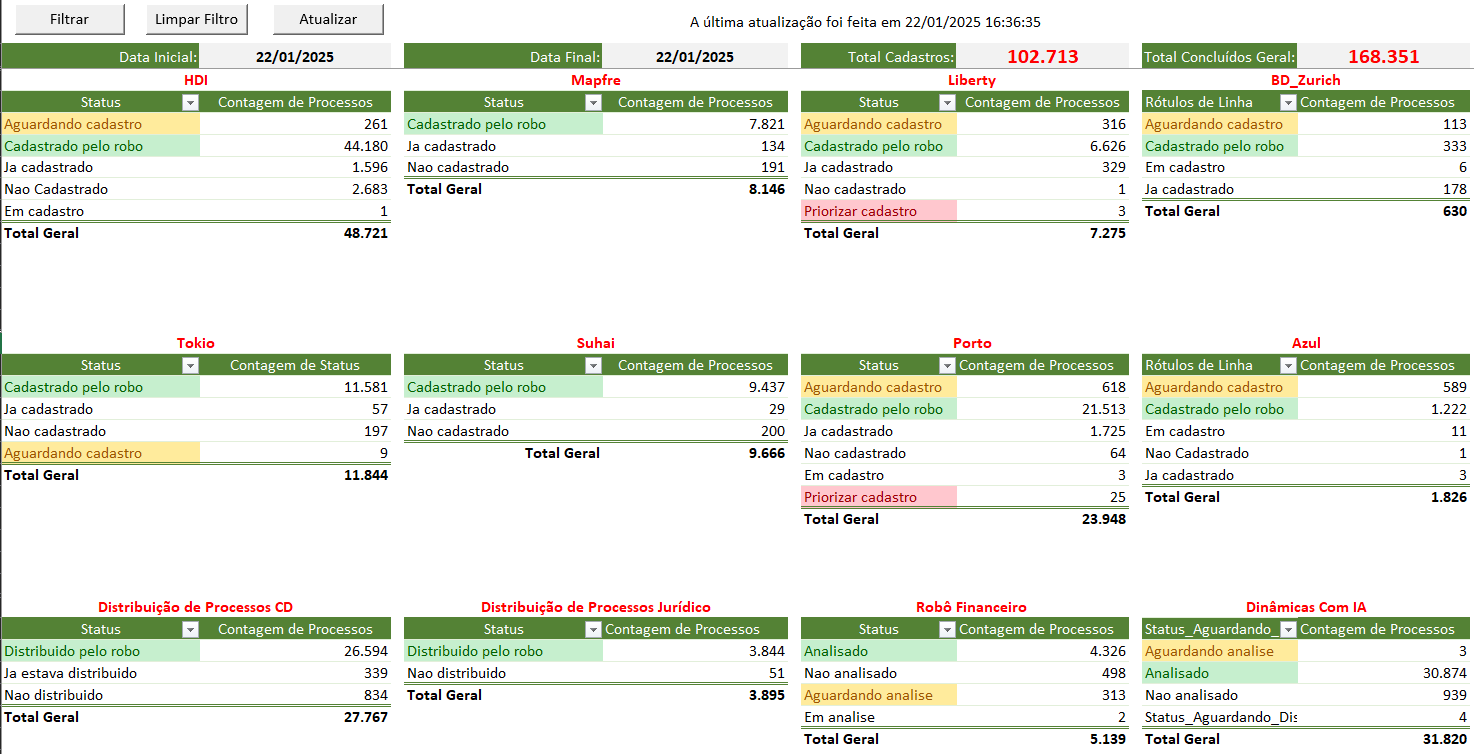 Filtrar Limpar Filtro Atualizar A última atualização foi feita em 22/01/2025 16:36:35
Data Inicial: 22/01/2025 Data Final: 22/01/2025 Total Cadastros: 102.713 Total Concluídos Geral: 168.351
HDI Mapfre Liberty BD_Zurich
Status Contagem de Processos Status Contagem de Processos Status Contagem de Processos Rótulos de Linha Contagem de Processos
Aguardando cadastro 261 Cadastrado pelo robo 7.821 Aguardando cadastro 316 Aguardando cadastro 113
Cadastrado pelo robo 44.180 Ja cadastrado 134 Cadastrado pelo robo 6.626 Cadastrado pelo robo 333
Ja cadastrado 1.596 Nao cadastrado 191 Ja cadastrado 329 Em cadastro 6
Nao Cadastrado 2.683 Total Geral 8.146 Nao cadastrado 1 Ja cadastrado 178
Em cadastro 1 Priorizar cadastro 3 Total Geral 630
Total Geral 48.721 Total Geral 7.275
Tokio Suhai Porto Azul
Status Contagem de Status Status Contagem de Processos Status Contagem de Processos Rótulos de Linha Contagem de Processos
Cadastrado pelo robo 11.581 Cadastrado pelo robo 9.437 Aguardando cadastro 618 Aguardando cadastro 589
Ja cadastrado 57 Ja cadastrado 29 Cadastrado pelo robo 21.513 Cadastrado pelo robo 1.222
Nao cadastrado 197 Nao cadastrado 200 Ja cadastrado 1.725 Em cadastro 11
Aguardando cadastro 9 Total Geral 9.666 Nao cadastrado 64 Nao Cadastrado 1
Total Geral 11.844 Em cadastro 3 Ja cadastrado 3
Priorizar cadastro 25 Total Geral 1.826
Total Geral 23.948
Distribuição de Processos CD Distribuição de Processos Jurídico Robô Financeiro Dinâmicas Com IA
Status Contagem de Processos Status Contagem de Processos Status Contagem de Processos Status_Aguardando_ Contagem de Processos
Distribuido pelo robo 26.594 Distribuido pelo robo 3.844 Analisado 4.326 Aguardando analise 3
Ja estava distribuido 339 Nao distribuido 51 Nao analisado 498 Analisado 30.874
Nao distribuido 834 Total Geral 3.895 Aguardando analise 313 Nao analisado 939
Total Geral 27.767 Em analise 2 Status_Aguardando_Dis 4
Total Geral 5.139 Total Geral 31.820